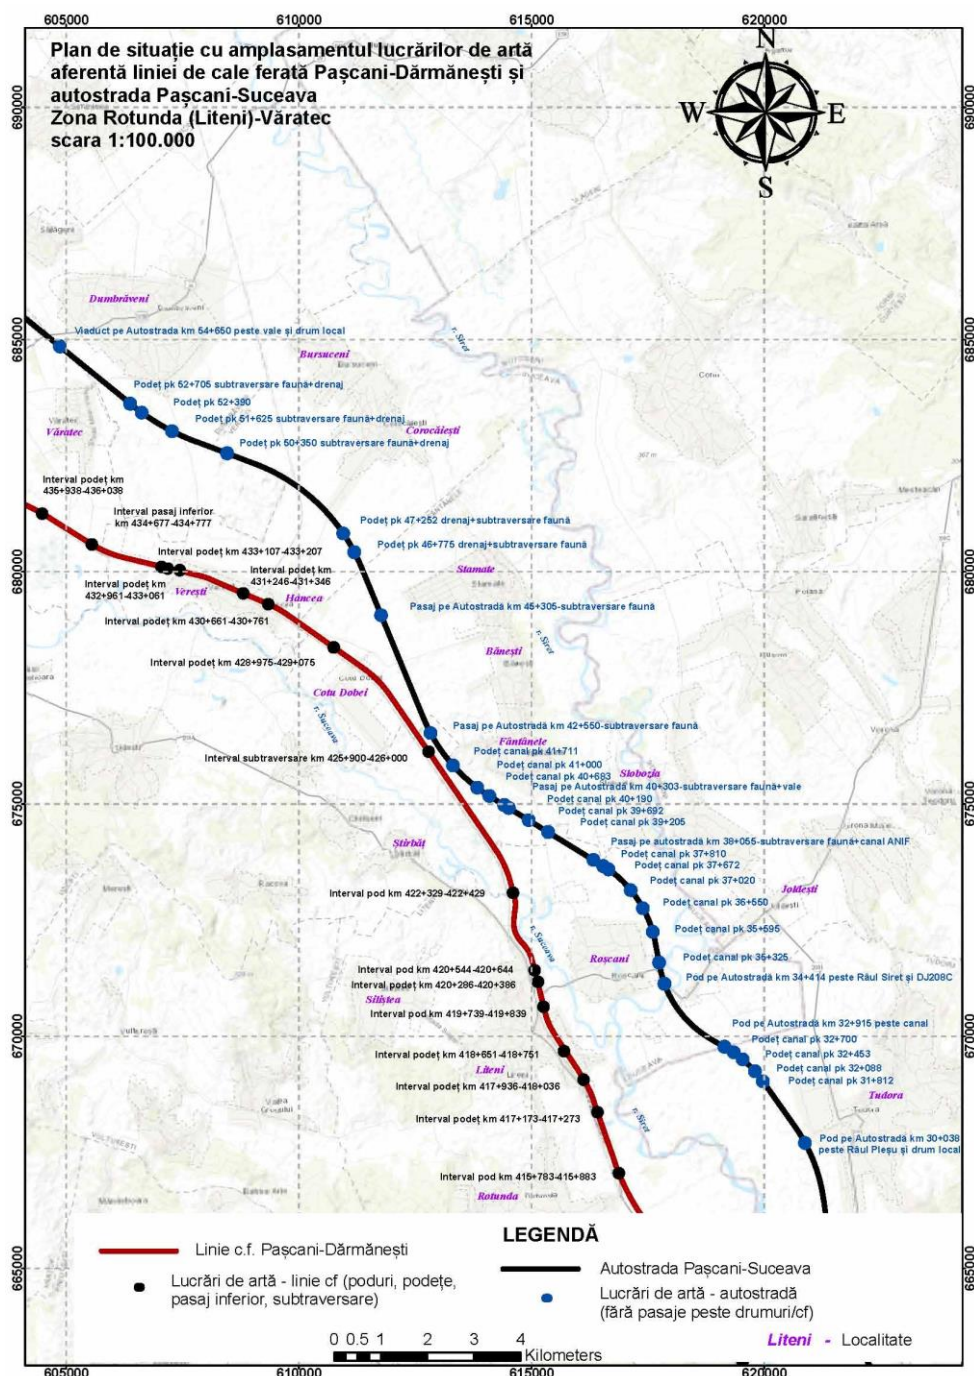 605000 610000 615000 620000
Plan de situație cu amplasamentul lucrărilor de artă
aferentă liniei de cale ferată Pașcani-Dărmănești și
autostrada Pașcani-Suceava
Zona Rotunda (Liteni)-Văratec
scara 1:100.000
N
W E
S
690000
690000
Dumbrăveni
r. Siret
685000
685000
Viaduct pe Autostrada km 54+650 peste vale și drum local
Bursuceni
Podeț pk 52+705 subtraversare faună+drenaj
Podeț pk 52+390
Podeț pk 51+625 subtraversare faună+drenaj
Văratec
Corocăiești
Podeț pk 50+350 subtraversare faună+drenaj
Interval podeț km
435+938-436+038
Interval pasaj inferior
km 434+677-434+777
Podeț pk 47+252 drenaj+subtraversare faună
Podeț pk 46+775 drenaj+subtraversare faună
Interval podeț km 433+107-433+207
680000
680000
Interval podeț km
431+246-431+346
Stamate
Interval podeț km
432+961-433+061
Verești
Hancea
Pasaj pe Autostradă km 45+305-subtraversare faună
Interval podeț km 430+661-430+761
r. Siret
Bănești
Interval podeț km 428+975-429+075
Cotu Dobei
r. Suceava
Pasaj pe Autostradă km 42+550-subtraversare faună
Fântânele
Podeț canal pk 41+711
Interval subtraversare km 425+900-426+000
Podeț canal pk 41+000
Podeț canal pk 40+683
Slobozia
Pasaj pe Autostradă km 40+303-subtraversare faună+vale
Podeț canal pk 40+190
675000
675000
Podeț canal pk 39+692
Podeț canal pk 39+205
Știrbăț
Pasaj pe autostradă km 38+055-subtraversare faună+canal ANIF
Podeț canal pk 37+810
Podeț canal pk 37+672
Podeț canal pk 37+020
Joldești
Interval pod km 422+329-422+429
Podeț canal pk 36+550
Podeț canal pk 35+595
r. Suceava
Roșcani
Podeț canal pk 35+325
Interval pod km 420+544-420+644
Pod pe Autostradă km 34+414 peste Râul Siret și DJ208C
Interval podeț km 420+286-420+386
Siliștea
Interval pod km 419+739-419+839
Pod pe Autostradă km 32+915 peste canal
670000
670000
Podeț canal pk 32+700
Interval podeț km 418+651-418+751
Podeț canal pk 32+453
Podeț canal pk 32+088
Liteni
Podeț canal pk 31+812
Interval podeț km 417+936-418+036
Tudora
Interval podeț km 417+173-417+273
r. Siret
Pod pe Autostradă km 30+038
peste Râul Pleșu și drum local
Interval pod km 415+783-415+883
Rotunda
LEGENDĂ
Linie c.f. Pașcani-Dărmănești
Autostrada Pașcani-Suceava
665000
665000
Lucrări de artă - linie cf (poduri, podețe,
pasaj inferior, subtraversare)
Lucrări de artă - autostradă
(fără pasaje peste drumuri/cf)
Liteni - Localitate
0 0.5 1 2 3 4
Kilometers
605000 610000 615000 620000